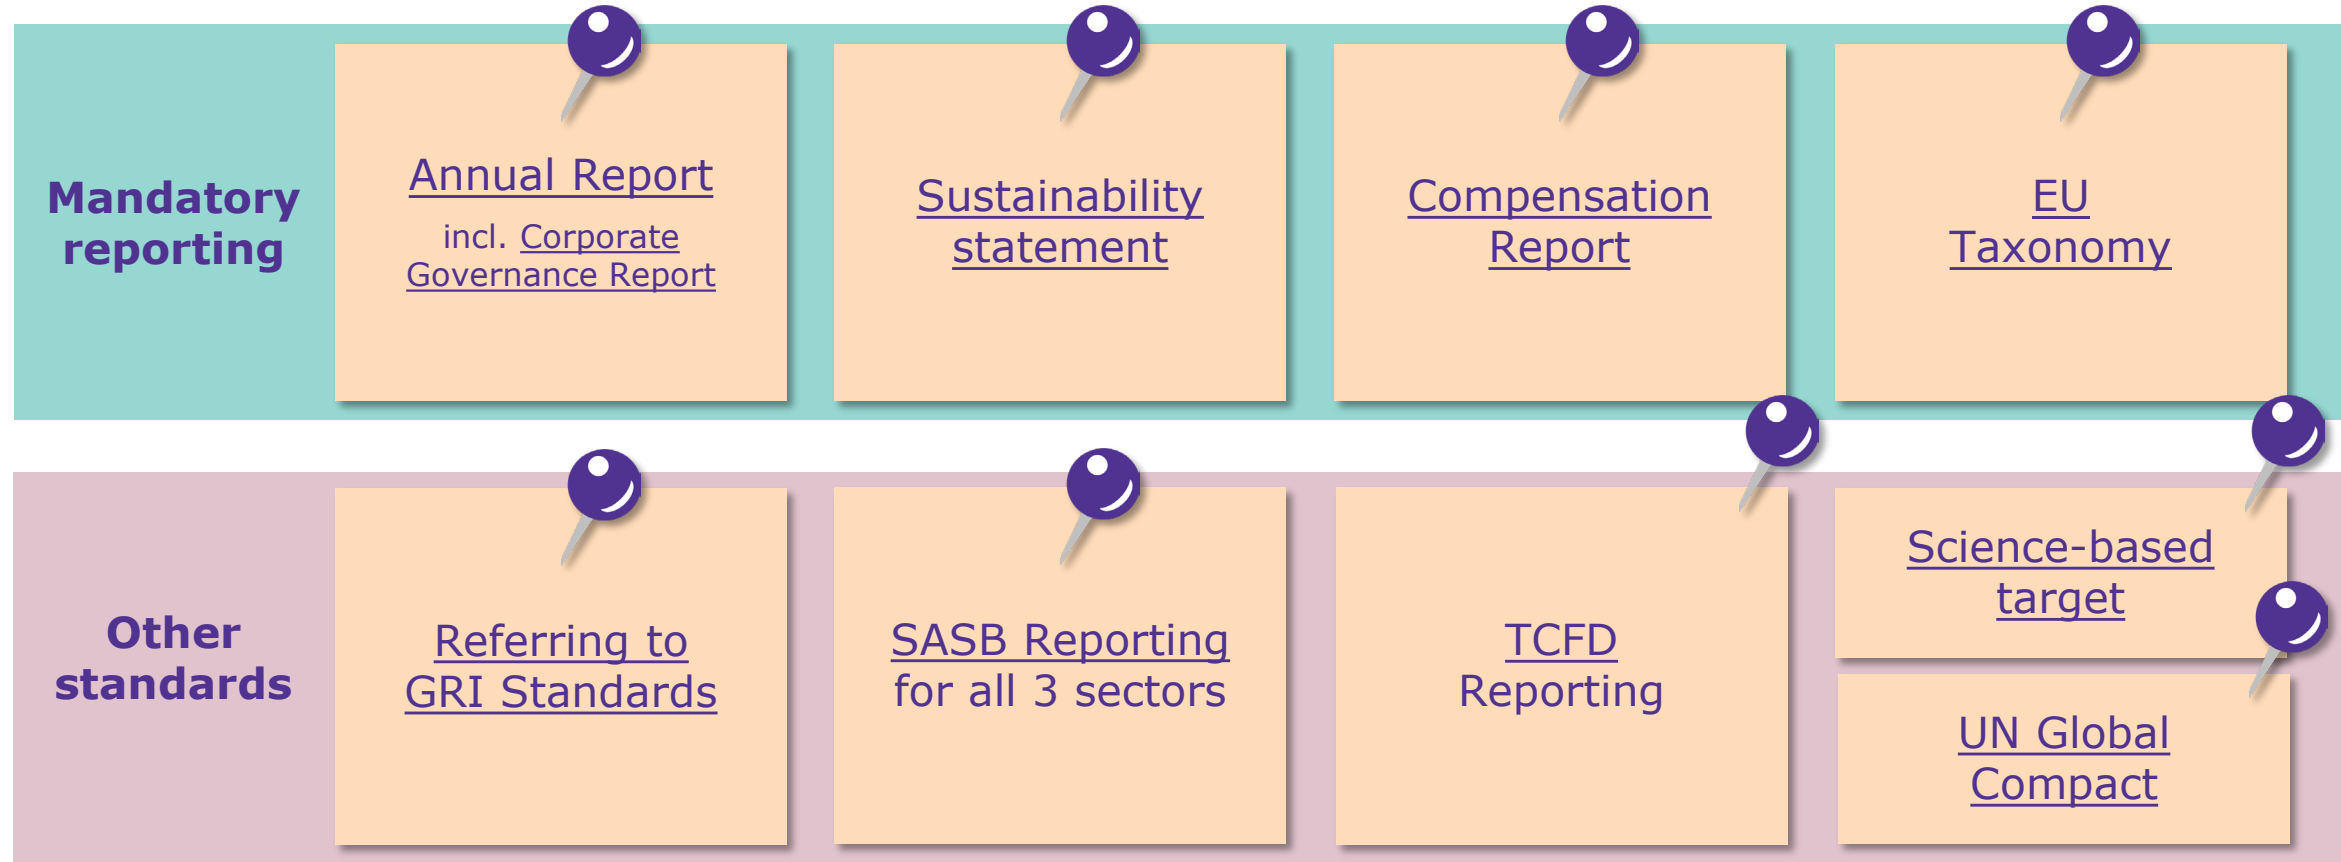 Mandatory
reporting
Annual Report
incl. Corporate
Governance Report
Sustainability
statement
Compensation
Report
EU
Taxonomy
Other
standards
Referring to
GRI Standards
SASB Reporting
for all 3 sectors
TCFD
Reporting
Science-based
target
UN Global
Compact